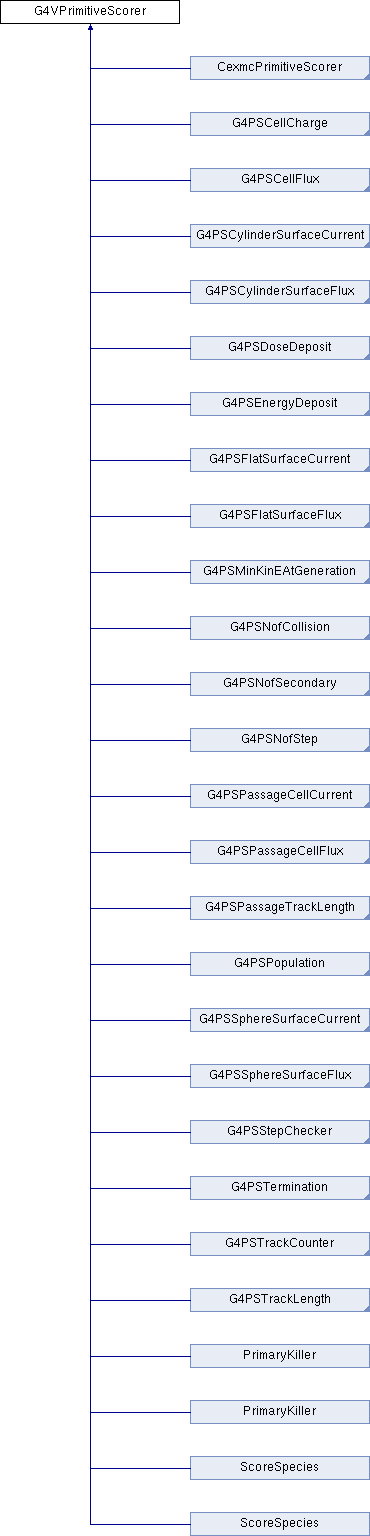 G4VPrimitiveScorer
CexmcPrimitiveScorer
G4PSCellCharge
G4PSCellFlux
G4PSCylinderSurfaceCurrent
G4PSCylinderSurfaceFlux
G4PSDoseDeposit
G4PSEnergyDeposit
G4PSFlatSurfaceCurrent
G4PSFlatSurfaceFlux
G4PSMinKinEAtGeneration
G4PSNofCollision
G4PSNofSecondary
G4PSNofStep
G4PSPassageCellCurrent
G4PSPassageCellFlux
G4PSPassageTrackLength
G4PSPopulation
G4PSSphereSurfaceCurrent
G4PSSphereSurfaceFlux
G4PSStepChecker
G4PSTermination
G4PSTrackCounter
G4PSTrackLength
PrimaryKiller
PrimaryKiller
ScoreSpecies
ScoreSpecies